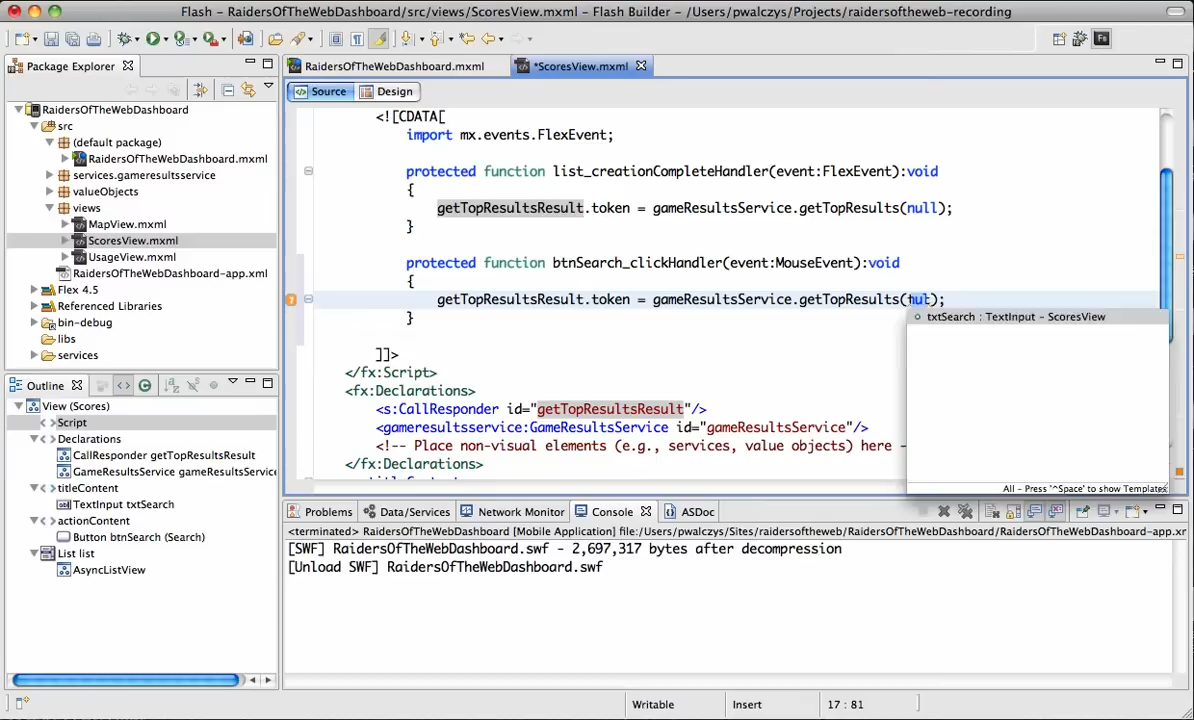 Flash - RaidersOfTheWebDashboard/src/views/ScoresView.mxml - Flash Builder - /Users/pwalczys/Projects/raidersoftheweb-recording
Package Explorer
RaidersOfTheWebDashboard
src
(default package)
RaidersOfTheWebDashboard.mxml
services.gameresultsservice
valueObjects
views
MapView.mxml
ScoresView.mxml
UsageView.mxml
RaidersOfTheWebDashboard-app.xml
Flex 4.5
Referenced Libraries
bin-debug
libs
services
Outline
View (Scores)
Script
Declarations
CallResponder getTopResultsResult
GameResultsService gameResultsService
titleContent
TextInput txtSearch
actionContent
Button btnSearch (Search)
List list
AsyncListView
RaidersOfTheWebDashboard.mxml
*ScoresView.mxml
Source
Design
<![CDATA[
import mx.events.FlexEvent;
protected function list_creationCompleteHandler(event:FlexEvent):void
{
getTopResultsResult.token = gameResultsService.getTopResults(null);
}
protected function btnSearch_clickHandler(event:MouseEvent):void
{
getTopResultsResult.token = gameResultsService.getTopResults();
}
]]>
</fx:Script>
<fx:Declarations>
<s:CallResponder id="getTopResultsResult"/>
<gameresultsservice:GameResultsService id="gameResultsService"/>
<!-- Place non-visual elements (e.g., services, value objects) here -
</fx:Declarations>
txtSearch : TextInput - ScoresView
All - Press '^Space' to show Templates
Problems
Data/Services
Network Monitor
Console
ASDoc
<terminated> RaidersOfTheWebDashboard [Mobile Application] file:/Users/pwalczys/Sites/raidersoftheweb/RaidersOfTheWebDashboard/RaidersOfTheWebDashboard-app.xr
[SWF] RaidersOfTheWebDashboard.swf - 2,697,317 bytes after decompression
[Unload SWF] RaidersOfTheWebDashboard.swf
Writable
Insert
17 : 81